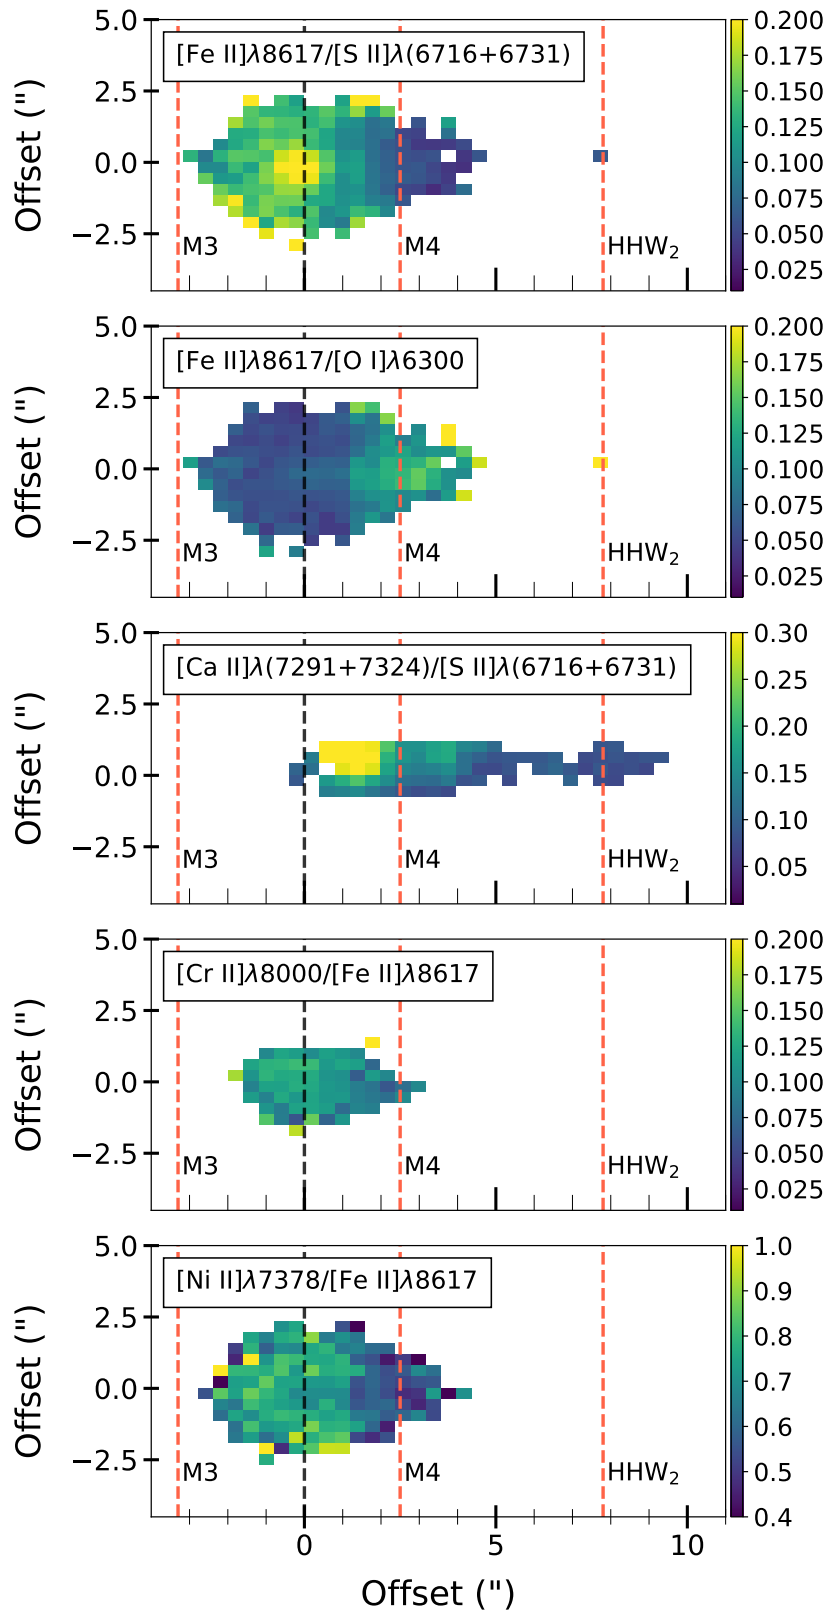 [Fe II]λ8617/[S II]λ(6716+6731)
5.0
2.5
0.0
−2.5
Offset (")
M3
M4
HHW₂
0.200
0.175
0.150
0.125
0.100
0.075
0.050
0.025
[Fe II]λ8617/[O I]λ6300
5.0
2.5
0.0
−2.5
Offset (")
M3
M4
HHW₂
0.200
0.175
0.150
0.125
0.100
0.075
0.050
0.025
[Ca II]λ(7291+7324)/[S II]λ(6716+6731)
5.0
2.5
0.0
−2.5
Offset (")
M3
M4
HHW₂
0.30
0.25
0.20
0.15
0.10
0.05
[Cr II]λ8000/[Fe II]λ8617
5.0
2.5
0.0
−2.5
Offset (")
M3
M4
HHW₂
0.200
0.175
0.150
0.125
0.100
0.075
0.050
0.025
[Ni II]λ7378/[Fe II]λ8617
5.0
2.5
0.0
−2.5
Offset (")
M3
M4
HHW₂
1.0
0.9
0.8
0.7
0.6
0.5
0.4
0 5 10
Offset (")